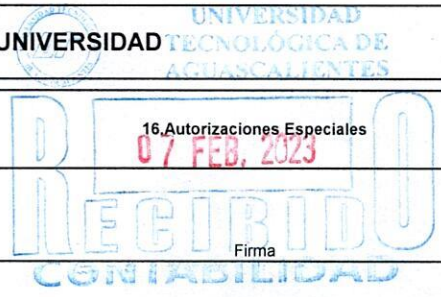 UNIVERSIDAD
UNIVERSIDAD
TECNOLÓGICA DE
AGUASCALIENTES
16.Autorizaciones Especiales
07 FEB. 2023
RECIBIDO
Firma
CONTABILIDAD